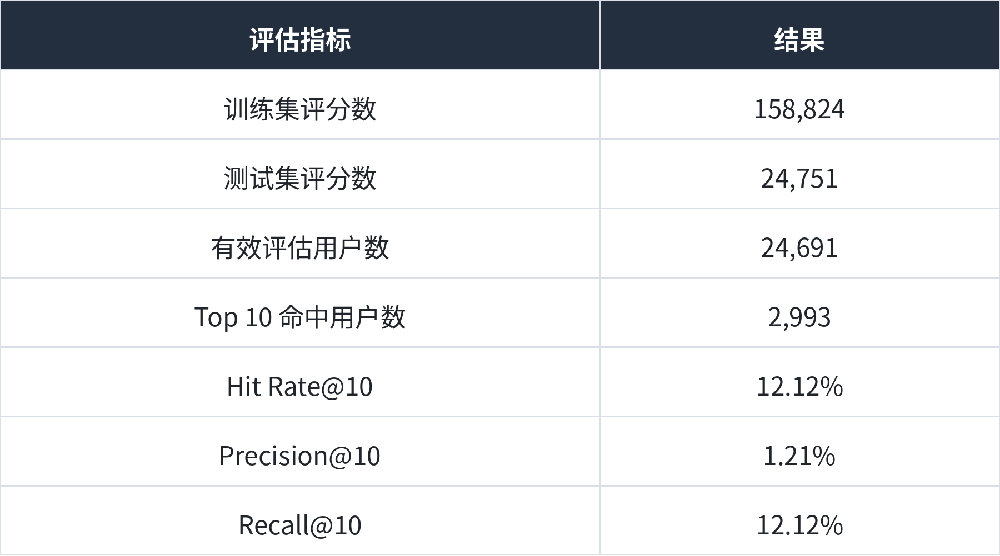 评估指标 结果
训练集评分数 158,824
测试集评分数 24,751
有效评估用户数 24,691
Top 10 命中用户数 2,993
Hit Rate@10 12.12%
Precision@10 1.21%
Recall@10 12.12%